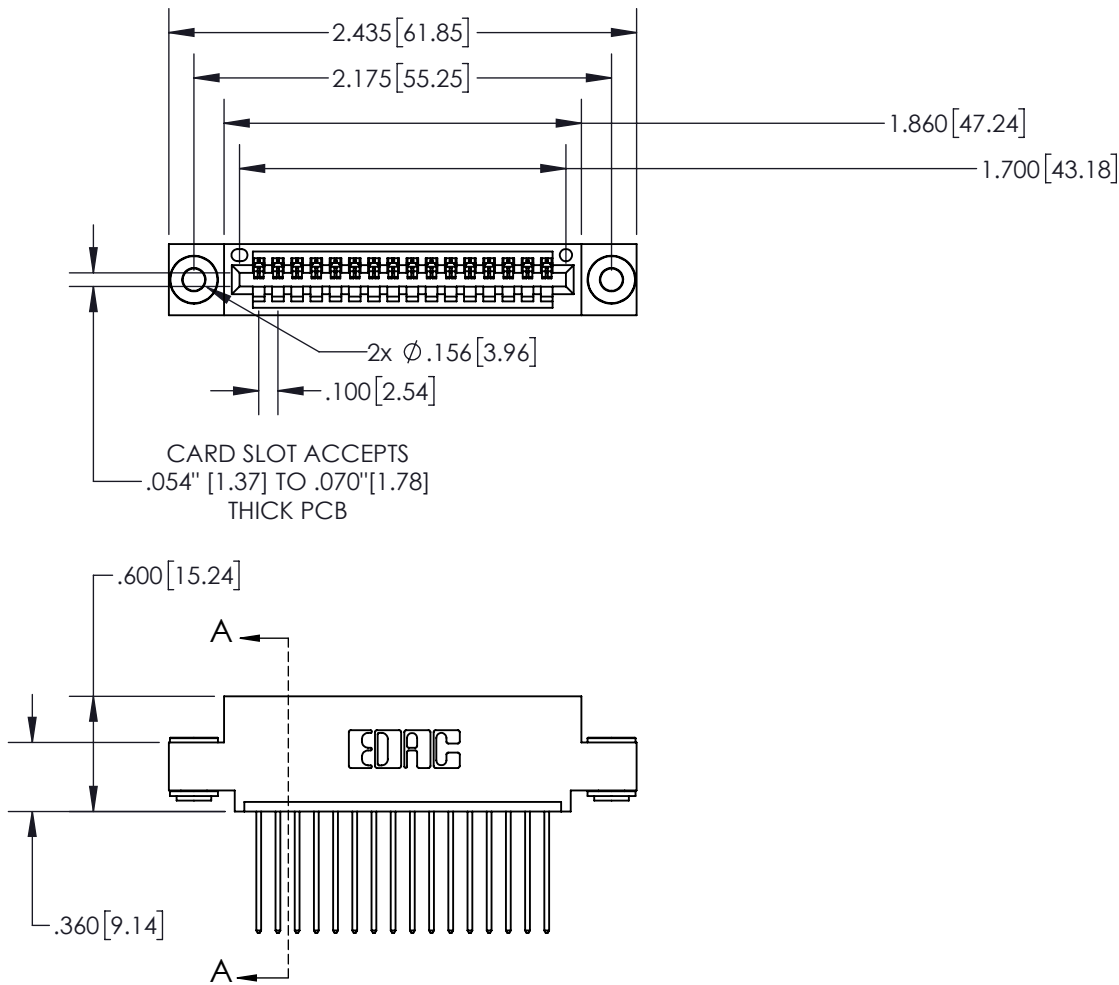 2.435[61.85]
2.175[55.25]
1.860[47.24]
1.700[43.18]
2x ∅.156[3.96]
.100[2.54]
CARD SLOT ACCEPTS
.054" [1.37] TO .070"[1.78]
THICK PCB
.600[15.24]
A
EDAC
.360[9.14]
A